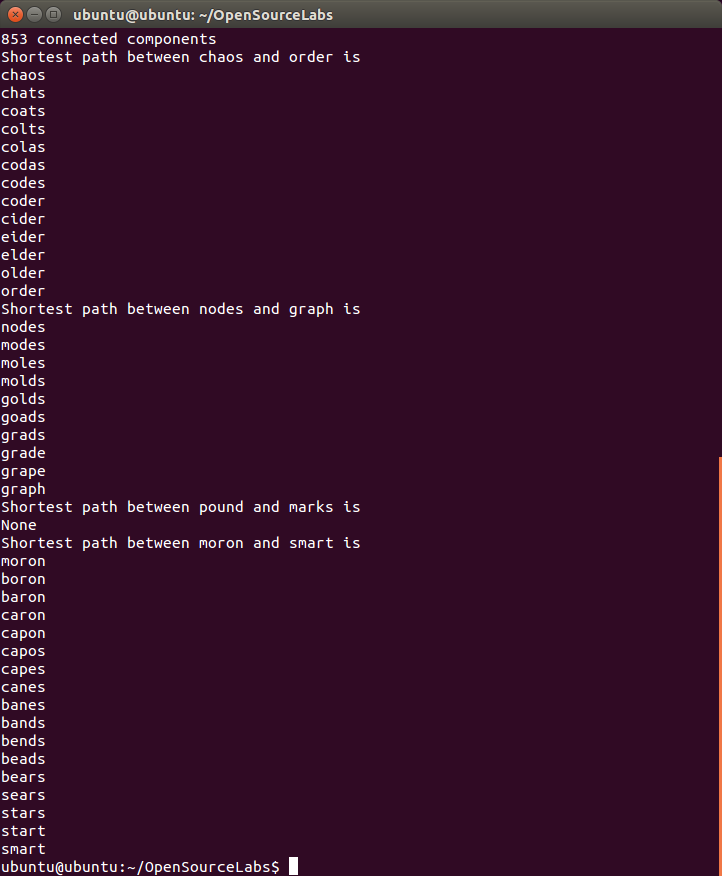 ubuntu@ubuntu: ~/OpenSourceLabs
853 connected components
Shortest path between chaos and order is
chaos
chats
coats
colts
colas
codas
codes
coder
cider
eider
elder
older
order
Shortest path between nodes and graph is
nodes
modes
moles
molds
golds
goads
grads
grade
grape
graph
Shortest path between pound and marks is
None
Shortest path between moron and smart is
moron
boron
baron
caron
capon
capos
capes
canes
banes
bands
bends
beads
bears
sears
stars
start
smart
ubuntu@ubuntu:~/OpenSourceLabs$